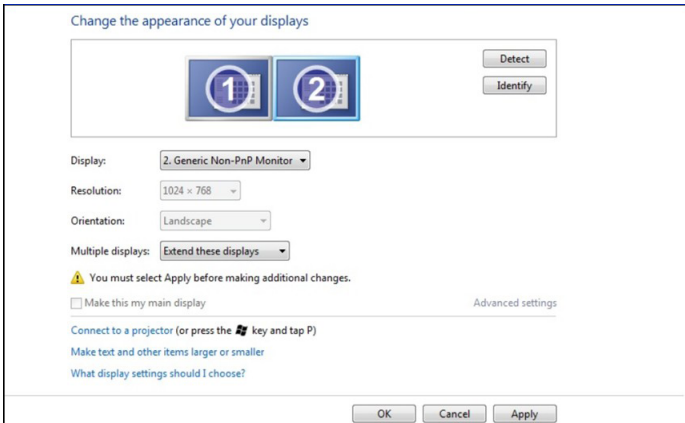 Change the appearance of your displays
1 2
Detect
Identify
Display: 2. Generic Non-PnP Monitor
Resolution: 1024 × 768
Orientation: Landscape
Multiple displays: Extend these displays
You must select Apply before making additional changes.
Make this my main display Advanced settings
Connect to a projector (or press the key and tap P)
Make text and other items larger or smaller
What display settings should I choose?
OK Cancel Apply